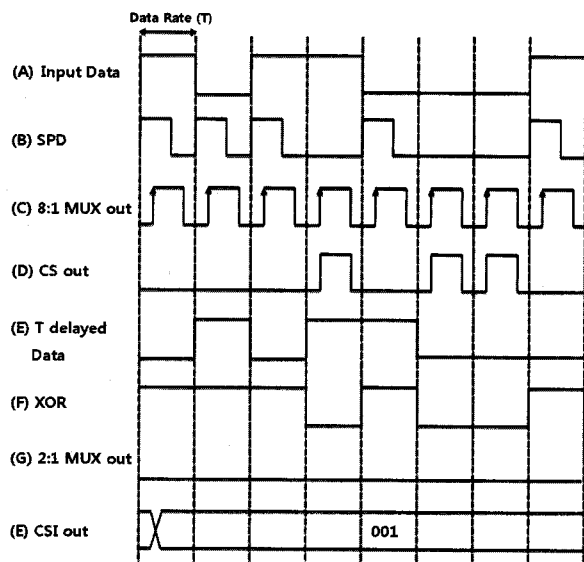 Data Rate (T)
(A) Input Data
(B) SPD
(C) 8:1 MUX out
(D) CS out
(E) T delayed
Data
(F) XOR
(G) 2:1 MUX out
(E) CSI out
001